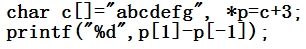 char c[]="abcdefg", *p=c+3;
printf("%d",p[1]-p[-1]);